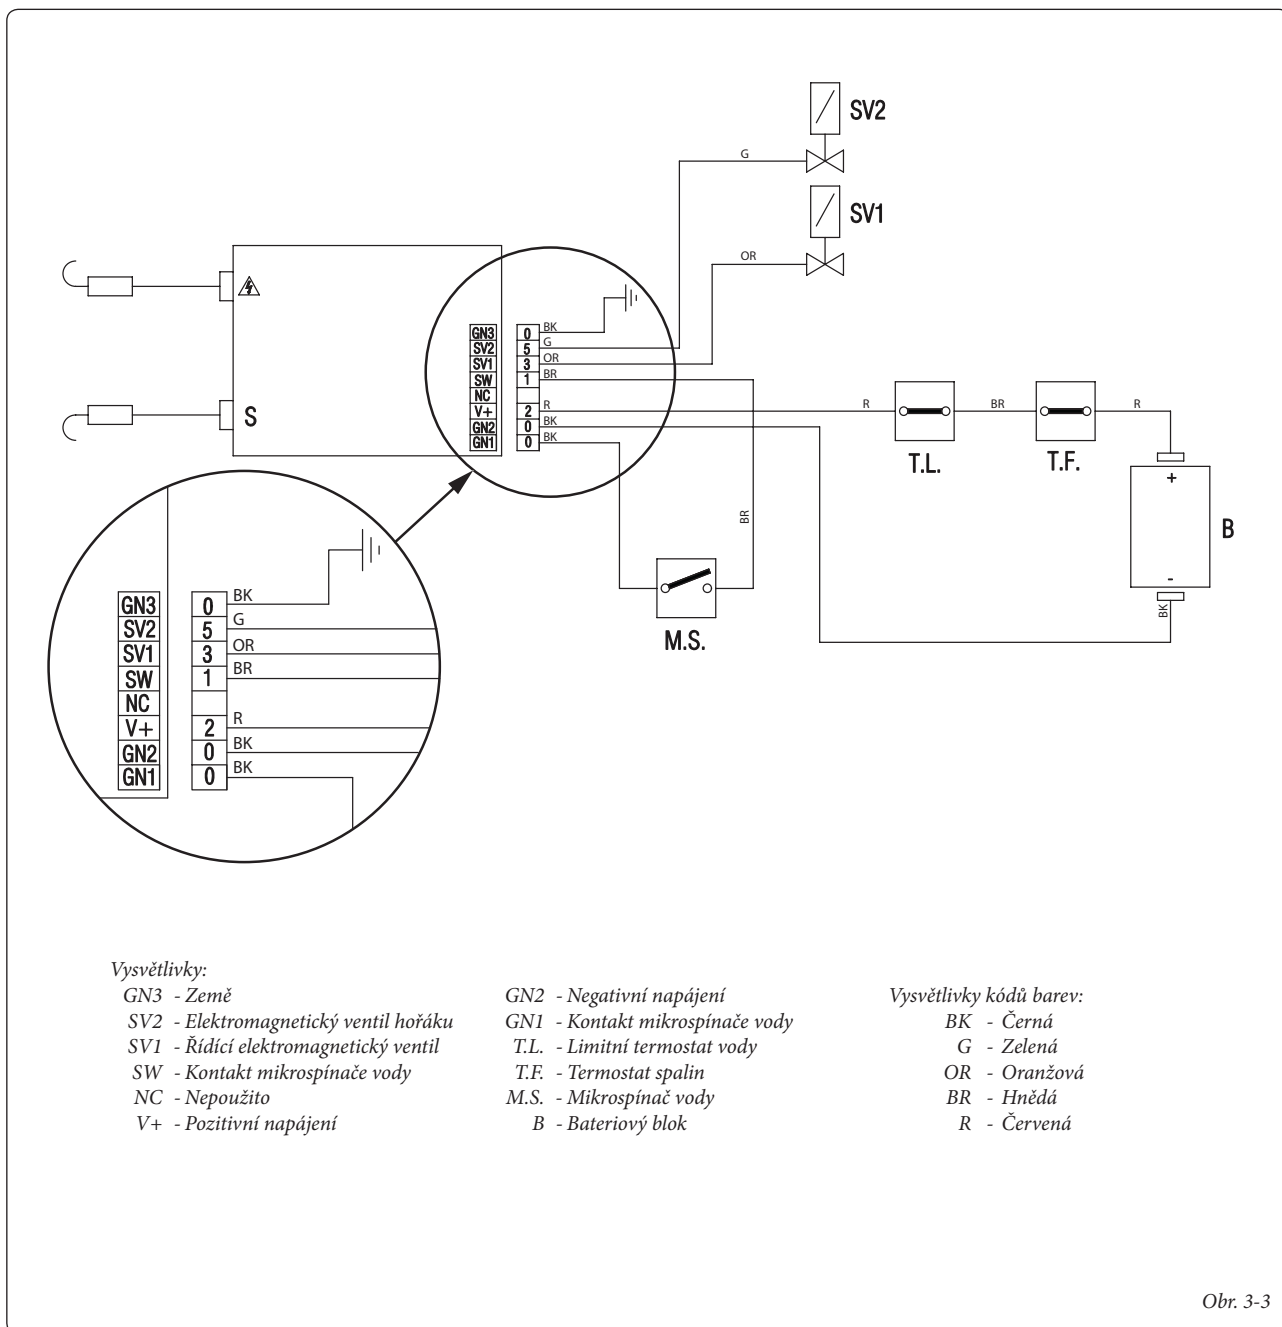 SV2
G
SV1
OR
S
GN3 0 BK
SV2 5 G
SV1 3 OR
SW 1 BR
NC
V+ 2 R
GN2 0 BK
GN1 0 BK
R
BR
R
T.L.
T.F.
+
-
B
BK
BR
M.S.
GN3 0 BK
SV2 5 G
SV1 3 OR
SW 1 BR
NC
V+ 2 R
GN2 0 BK
GN1 0 BK
Vysvětlivky:
GN3 - Země
SV2 - Elektromagnetický ventil hořáku
SV1 - Řídící elektromagnetický ventil
SW - Kontakt mikrospínače vody
NC - Nepoužito
V+ - Pozitivní napájení
GN2 - Negativní napájení
GN1 - Kontakt mikrospínače vody
T.L. - Limitní termostat vody
T.F. - Termostat spalin
M.S. - Mikrospínač vody
B - Bateriový blok
Vysvětlivky kódů barev:
BK - Černá
G - Zelená
OR - Oranžová
BR - Hnědá
R - Červená
Obr. 3-3